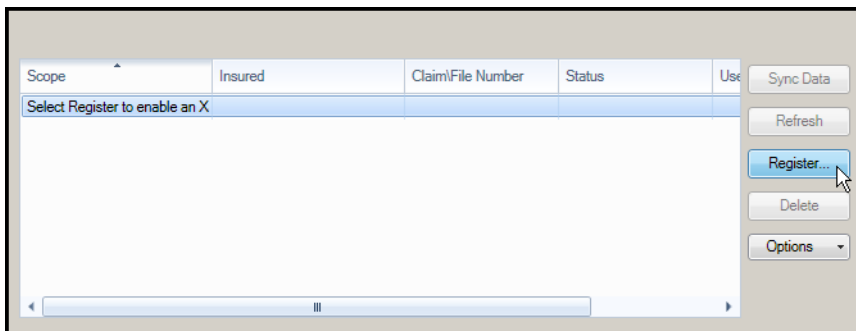 Scope Insured Claim\File Number Status Use
Select Register to enable an X
Sync Data
Refresh
Register...
Delete
Options